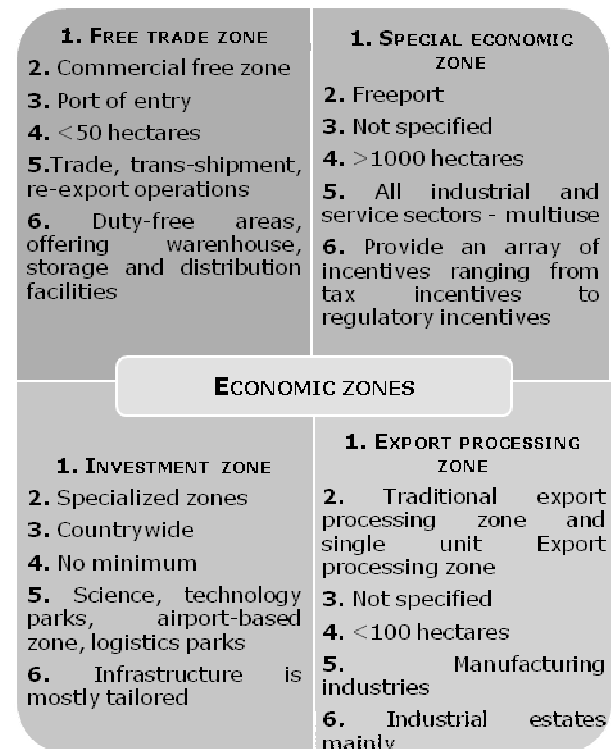 1. FREE TRADE ZONE
2. Commercial free zone
3. Port of entry
4. <50 hectares
5.Trade, trans-shipment,
re-export operations
6. Duty-free areas,
offering warehouse,
storage and distribution
facilities
1. SPECIAL ECONOMIC
ZONE
2. Freeport
3. Not specified
4. >1000 hectares
5. All industrial and
service sectors - multiuse
6. Provide an array of
incentives ranging from
tax incentives to
regulatory incentives
ECONOMIC ZONES
1. INVESTMENT ZONE
2. Specialized zones
3. Countrywide
4. No minimum
5. Science, technology
parks, airport-based
zone, logistics parks
6. Infrastructure is
mostly tailored
1. EXPORT PROCESSING
ZONE
2. Traditional export
processing zone and
single unit Export
processing zone
3. Not specified
4. <100 hectares
5. Manufacturing
industries
6. Industrial estates
mainly